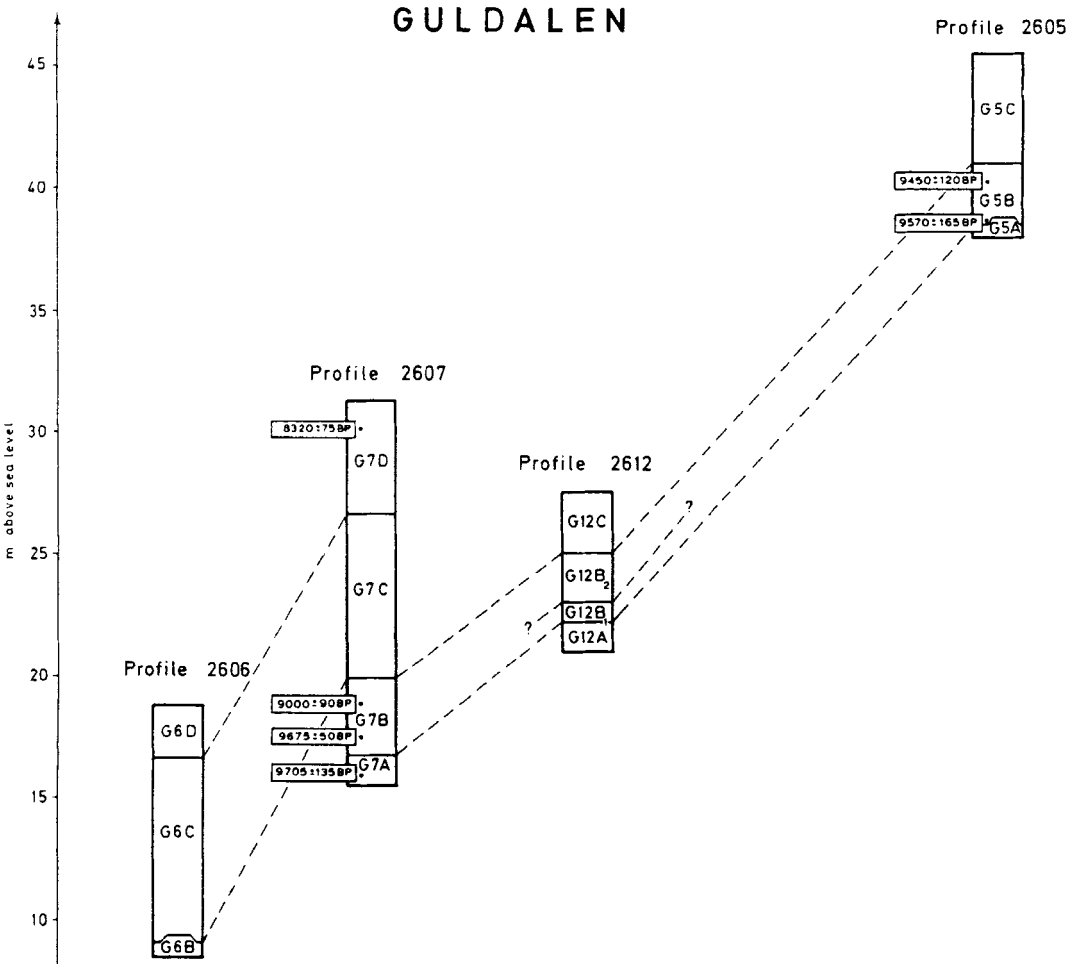 GULDALEN
Profile 2605
45
G5C
40
9450±120BP
G5B
9570±165BP
G5A
35
Profile 2607
30
8320±75BP
G7D
Profile 2612
m above sea level
G12C
25
G7C
G12B2
?
G12B1
?
G12A
20
Profile 2606
9000±90BP
G7B
G6D
9675±50BP
G7A
9705±135BP
15
G6C
10
G6B